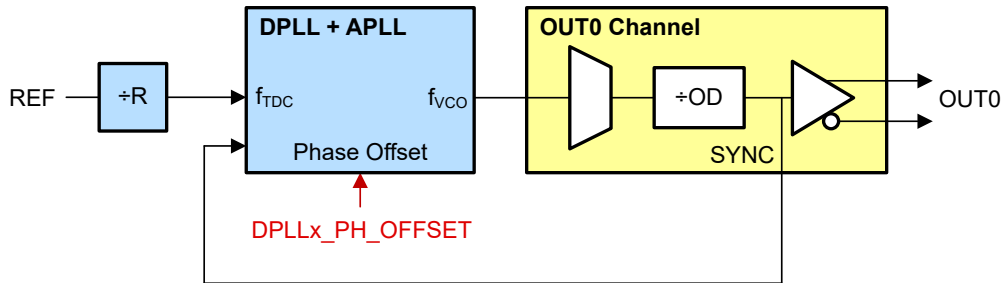 DPLL + APLL
OUT0 Channel
REF
÷R
fTDC
fVCO
÷OD
OUT0
Phase Offset
SYNC
DPLLx_PH_OFFSET